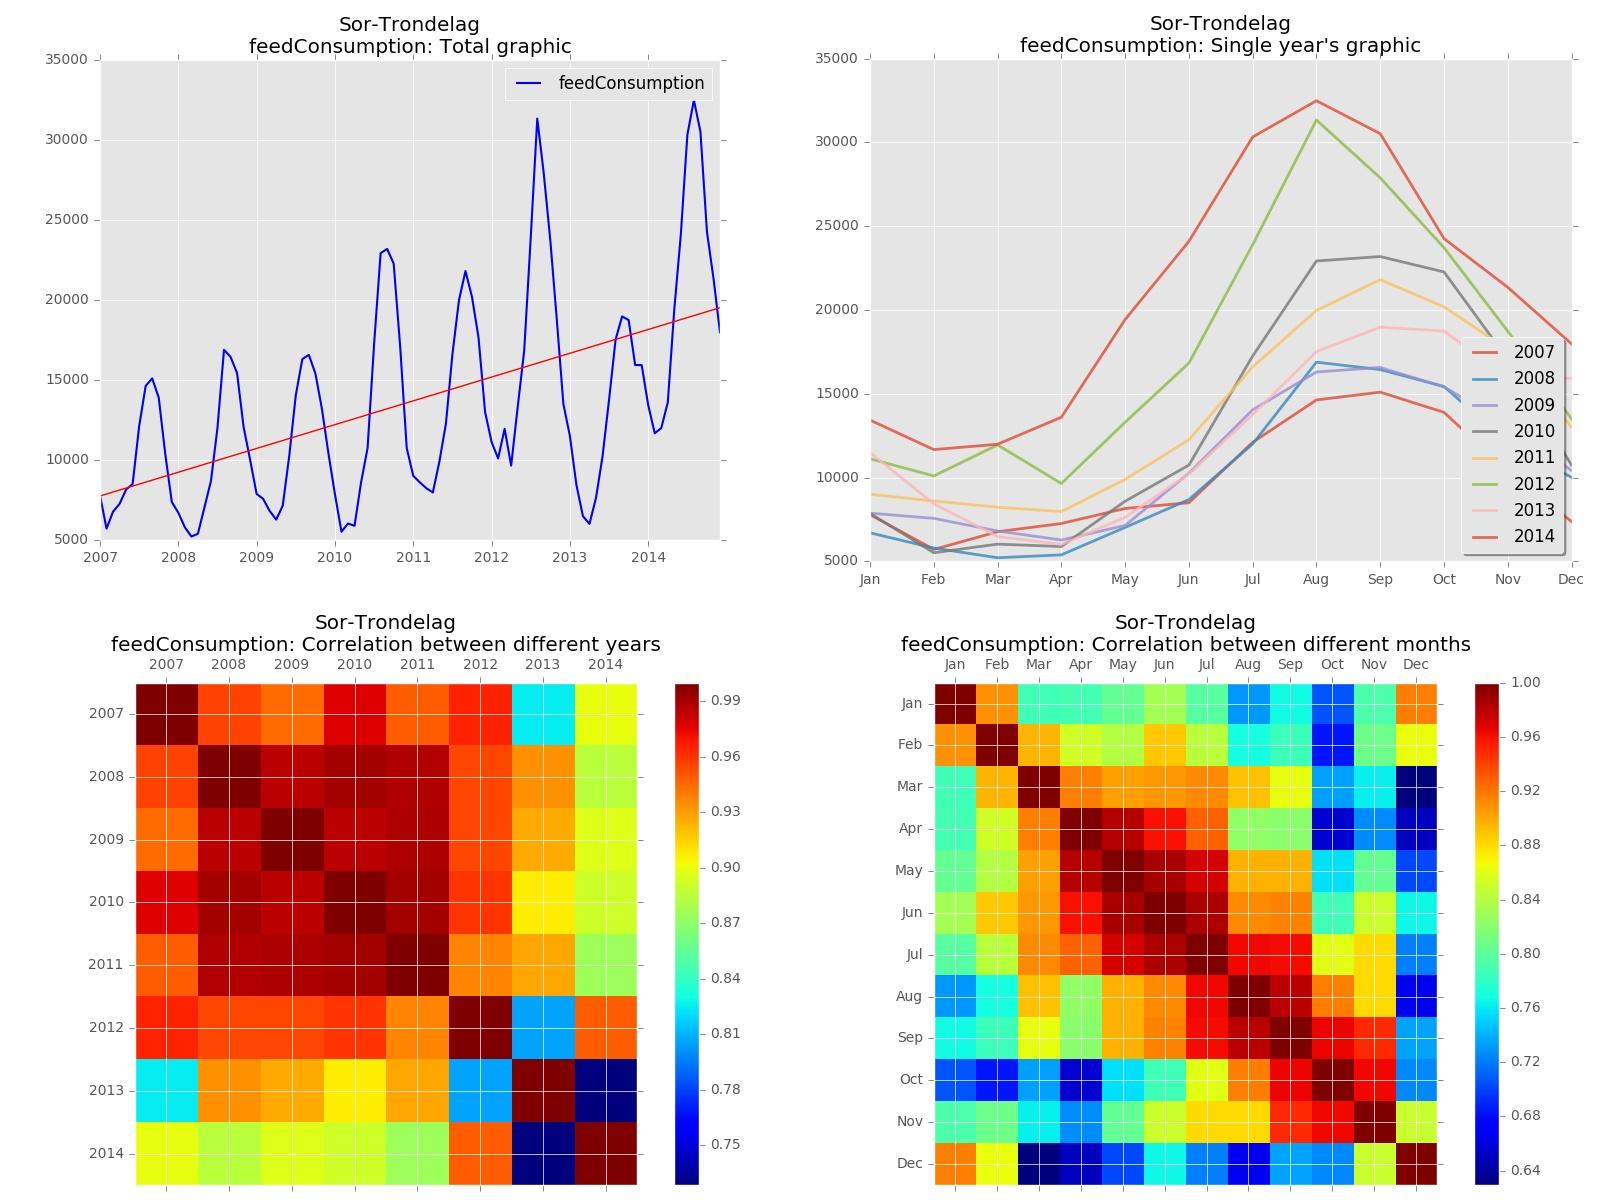 Sor-Trondelag
feedConsumption: Total graphic
35000
30000
25000
20000
15000
10000
5000
feedConsumption
2007 2008 2009 2010 2011 2012 2013 2014
Sor-Trondelag
feedConsumption: Single year's graphic
35000
30000
25000
20000
15000
10000
5000
2007
2008
2009
2010
2011
2012
2013
2014
Jan Feb Mar Apr May Jun Jul Aug Sep Oct Nov Dec
Sor-Trondelag
feedConsumption: Correlation between different years
2007 2008 2009 2010 2011 2012 2013 2014
2007
2008
2009
2010
2011
2012
2013
2014
0.99
0.96
0.93
0.90
0.87
0.84
0.81
0.78
0.75
Sor-Trondelag
feedConsumption: Correlation between different months
Jan Feb Mar Apr May Jun Jul Aug Sep Oct Nov Dec
Jan
Feb
Mar
Apr
May
Jun
Jul
Aug
Sep
Oct
Nov
Dec
1.00
0.96
0.92
0.88
0.84
0.80
0.76
0.72
0.68
0.64